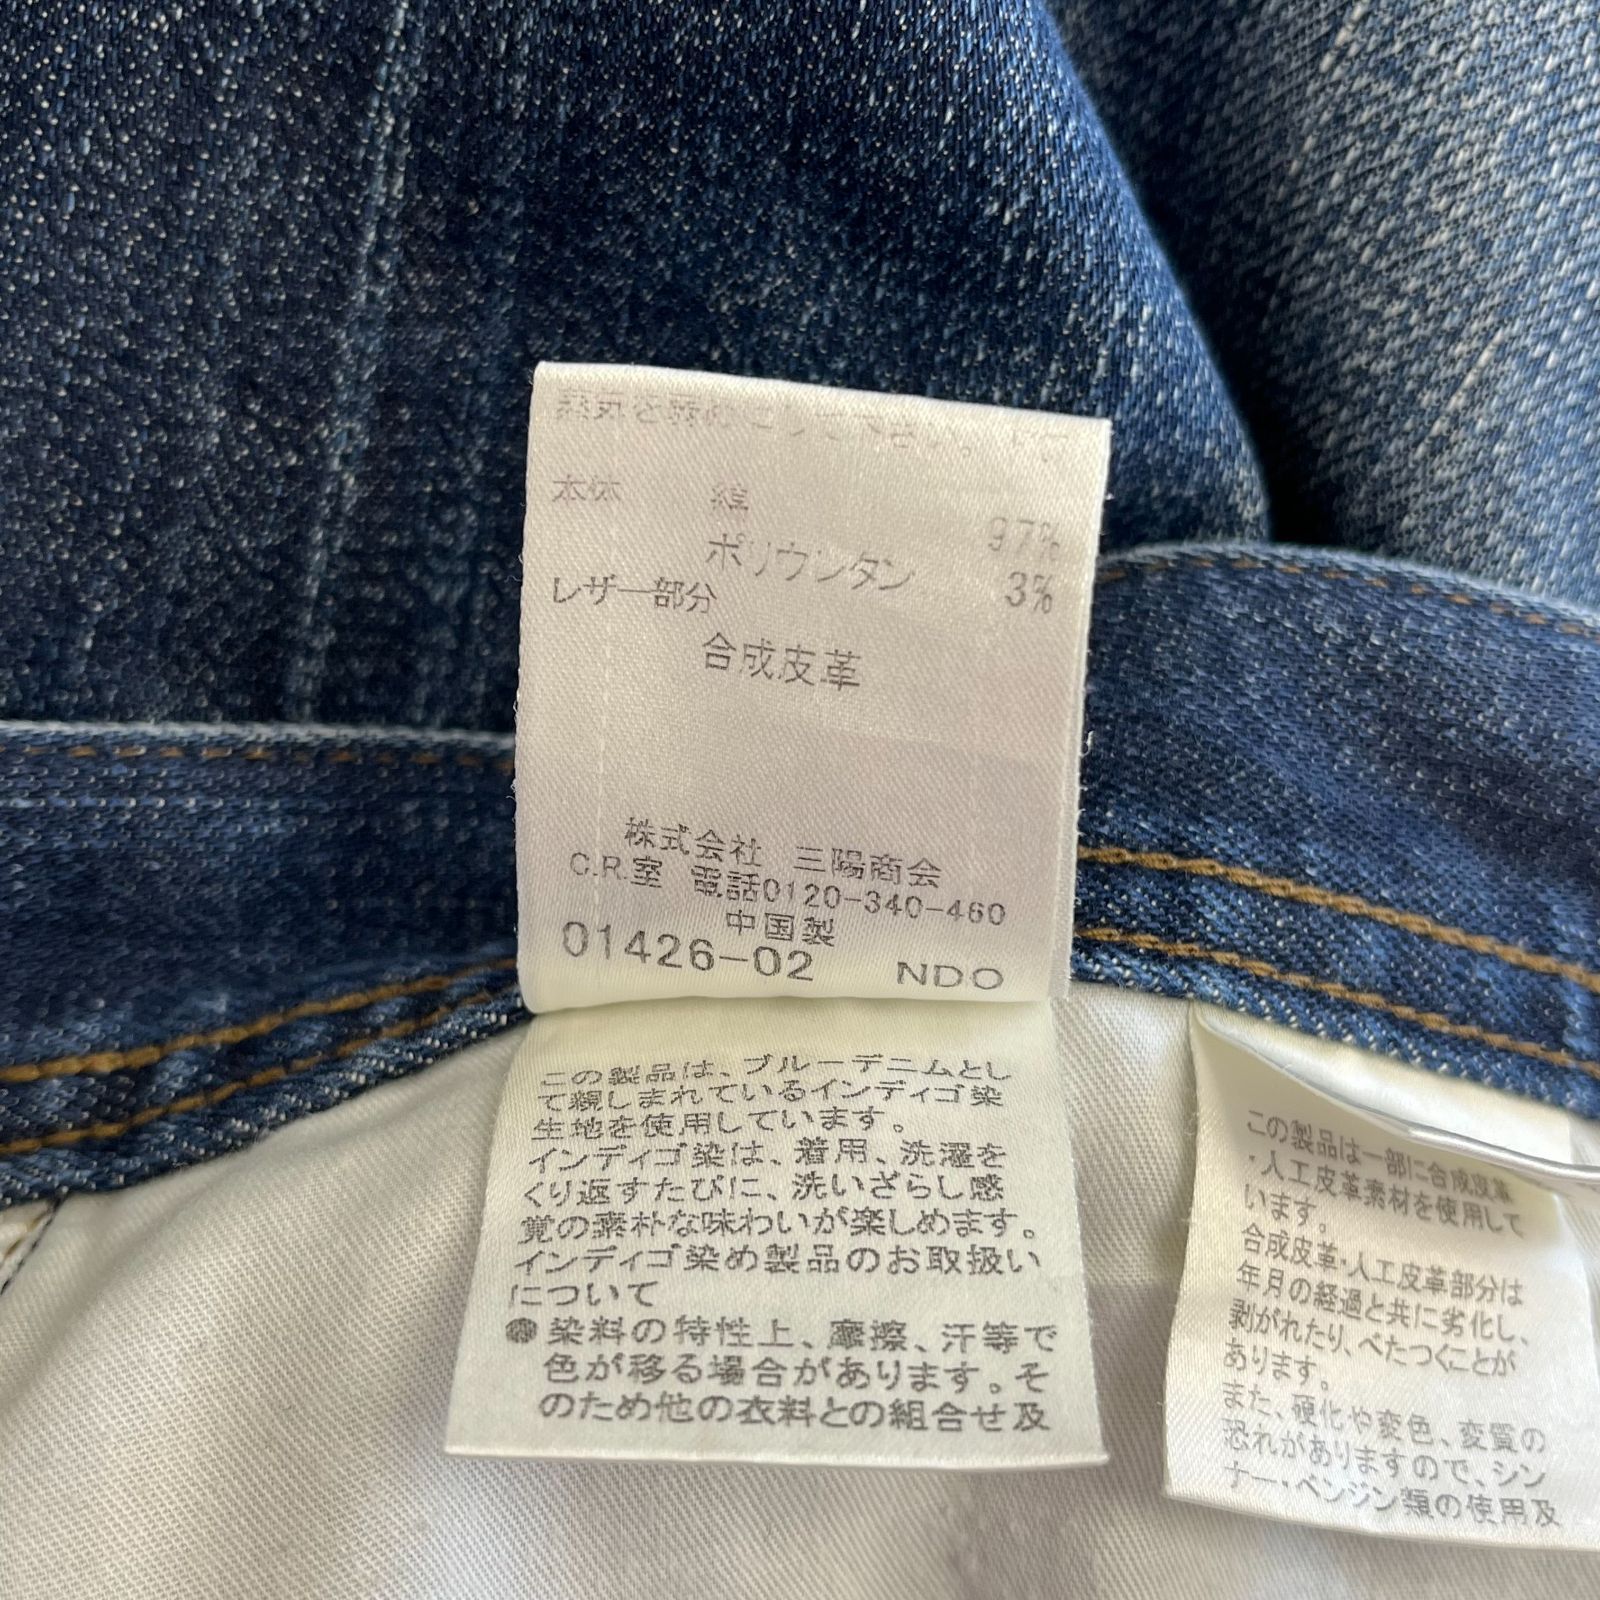 本体 綿 97%
ポリウレタン 3%
レザー部分
合成皮革
株式会社 三陽商会
C.R.室 電話0120-340-460
中国製
01426-02 NDO
この製品は、ブルーデニムとし
て親しまれているインディゴ染
生地を使用しています。
インディゴ染は、着用、洗濯を
くり返すたびに、洗いざらし感
覚の素朴な味わいが楽しめます。
インディゴ染め製品のお取扱い
について
●染料の特性上、摩擦、汗等で
色が移る場合があります。そ
のため他の衣料との組合せ及
この製品は一部に合成皮革
・人工皮革素材を使用して
います。
合成皮革・人工皮革部分は
年月の経過と共に劣化し、
剥がれたり、べたつくことが
あります。
また、硬化や変色、変質の
恐れがありますので、シン
ナー・ベンジン類の使用及